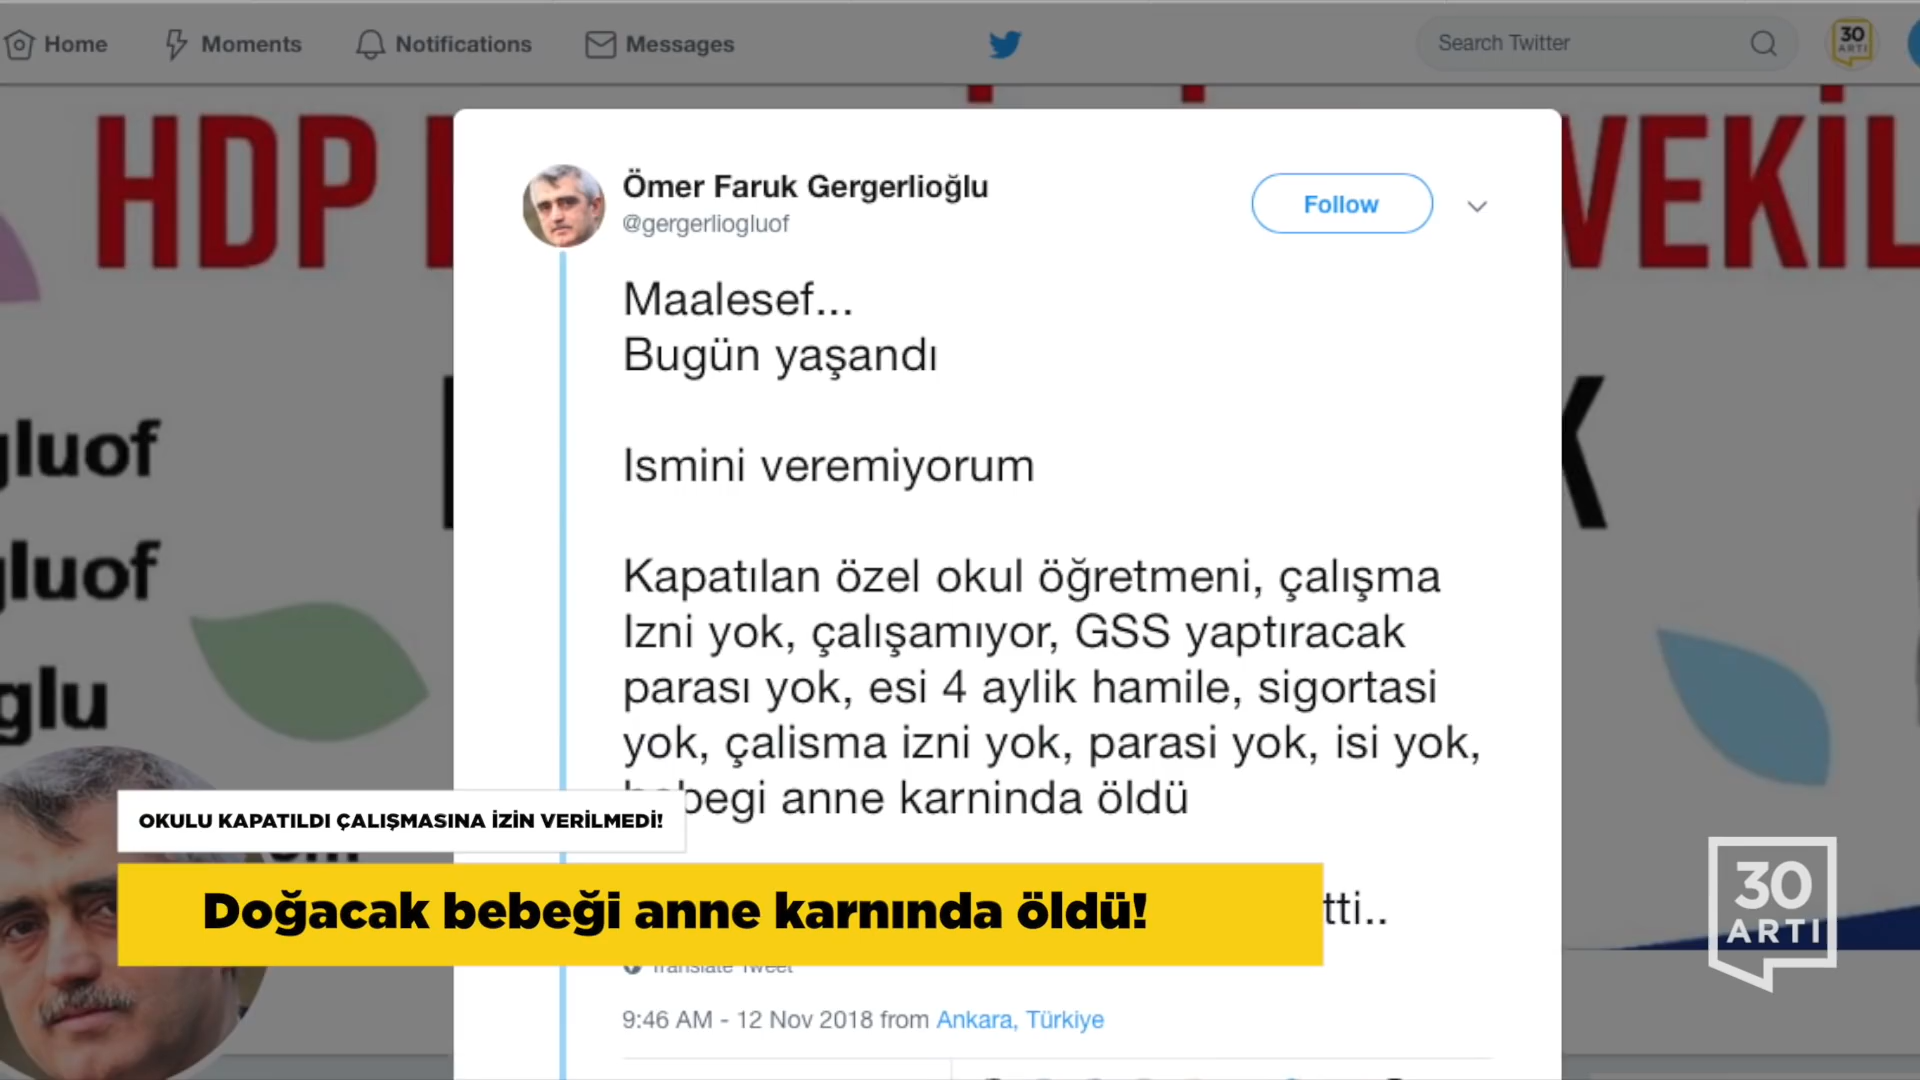 Home Moments Notifications Messages Search Twitter 30 ARTI
HDP VEKİL
Ömer Faruk Gergerlioğlu
@gergerliogluof
Follow
Maalesef...
Bugün yaşandı
Ismini veremiyorum
Kapatılan özel okul öğretmeni, çalışma
Izni yok, çalışamıyor, GSS yaptıracak
parası yok, esi 4 aylik hamile, sigortasi
yok, çalisma izni yok, parasi yok, isi yok,
bebegi anne karninda öldü
tti..
Translate Tweet
9:46 AM - 12 Nov 2018 from Ankara, Türkiye
gluof
gluof
glu
OKULU KAPATILDI ÇALIŞMASINA İZİN VERİLMEDİ!
Doğacak bebeği anne karnında öldü!
30
ARTI